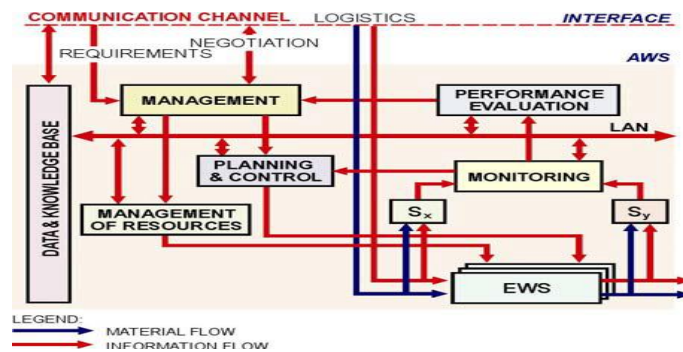 COMMUNICATION CHANNEL LOGISTICS INTERFACE
REQUIREMENTS
NEGOTIATION
AWS
MANAGEMENT
PERFORMANCE
EVALUATION
LAN
DATA & KNOWLEDGE BASE
PLANNING
& CONTROL
MONITORING
MANAGEMENT
OF RESOURCES
Sx
Sy
EWS
LEGEND:
MATERIAL FLOW
INFORMATION FLOW